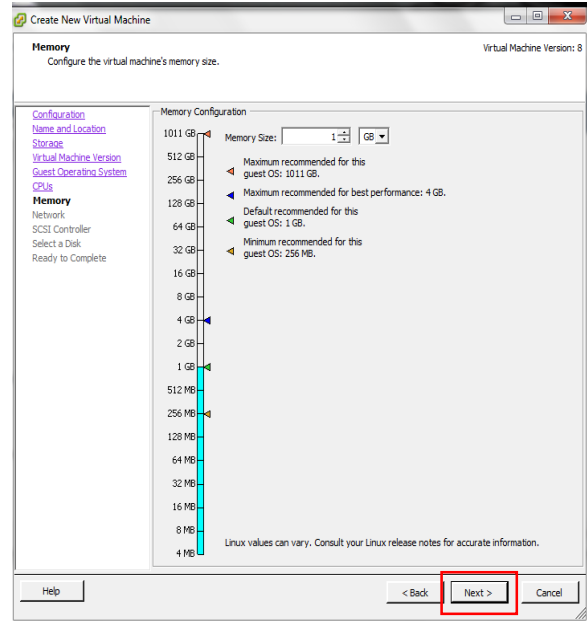 Create New Virtual Machine
Memory
Virtual Machine Version: 8
Configure the virtual machine's memory size.
Configuration
Name and Location
Storage
Virtual Machine Version
Guest Operating System
CPUs
Memory
Network
SCSI Controller
Select a Disk
Ready to Complete
Memory Configuration
Memory Size: 1 GB
1011 GB
512 GB
256 GB
128 GB
64 GB
32 GB
16 GB
8 GB
4 GB
2 GB
1 GB
512 MB
256 MB
128 MB
64 MB
32 MB
16 MB
8 MB
4 MB
Maximum recommended for this
guest OS: 1011 GB.
Maximum recommended for best performance: 4 GB.
Default recommended for this
guest OS: 1 GB.
Minimum recommended for this
guest OS: 256 MB.
Linux values can vary. Consult your Linux release notes for accurate information.
Help
< Back
Next >
Cancel